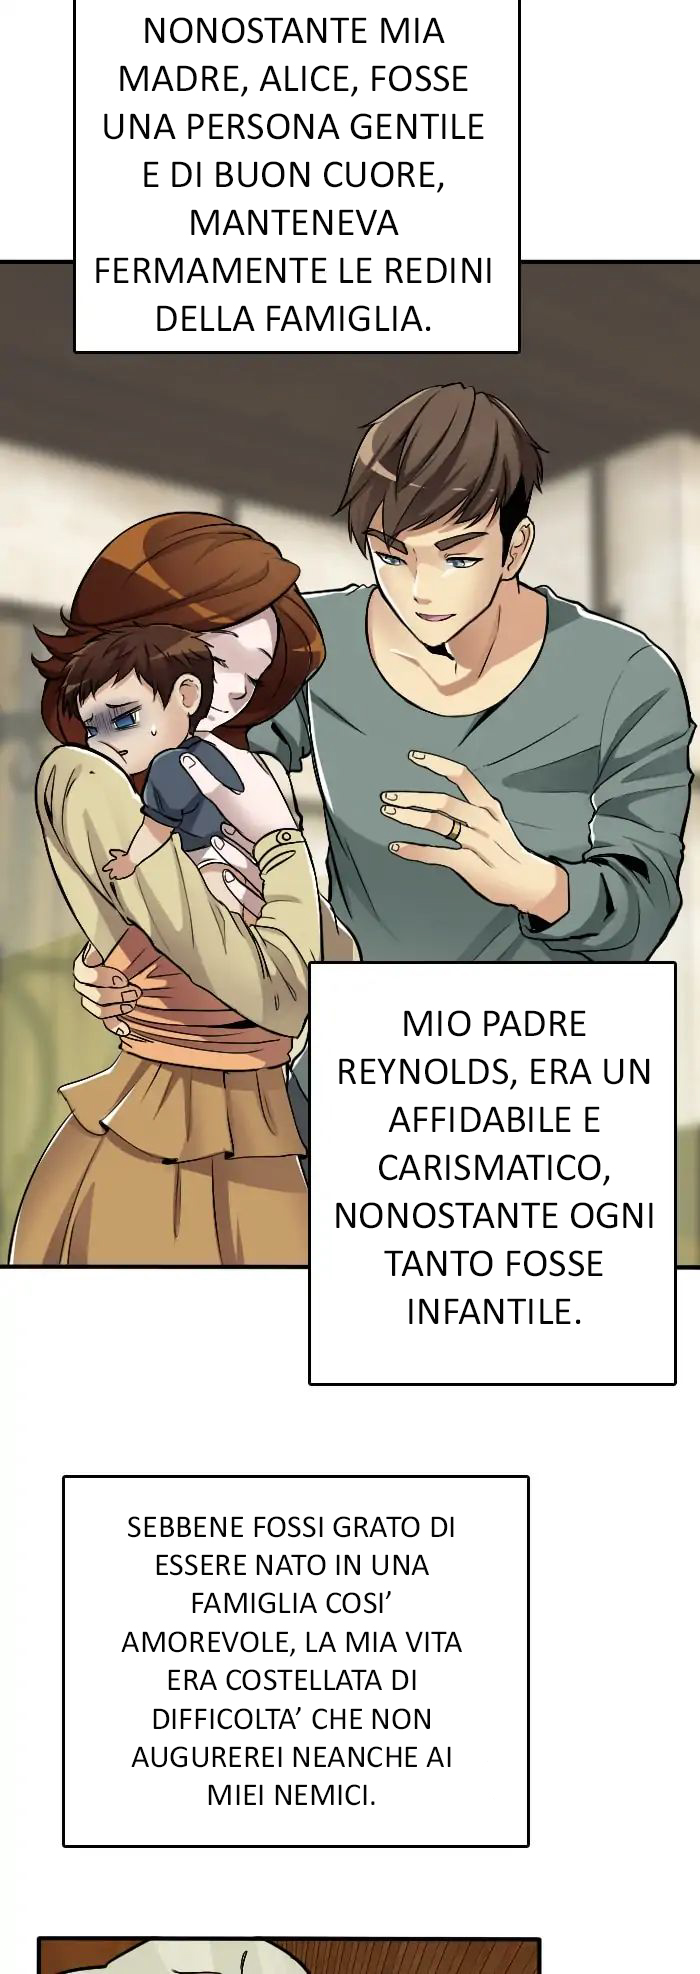 NONOSTANTE MIA
MADRE, ALICE, FOSSE
UNA PERSONA GENTILE
E DI BUON CUORE,
MANTENEVA
FERMAMENTE LE REDINI
DELLA FAMIGLIA.
MIO PADRE
REYNOLDS, ERA UN
AFFIDABILE E
CARISMATICO,
NONOSTANTE OGNI
TANTO FOSSE
INFANTILE.
SEBBENE FOSSI GRATO DI
ESSERE NATO IN UNA
FAMIGLIA COSI’
AMOREVOLE, LA MIA VITA
ERA COSTELLATA DI
DIFFICOLTA’ CHE NON
AUGUREREI NEANCHE AI
MIEI NEMICI.